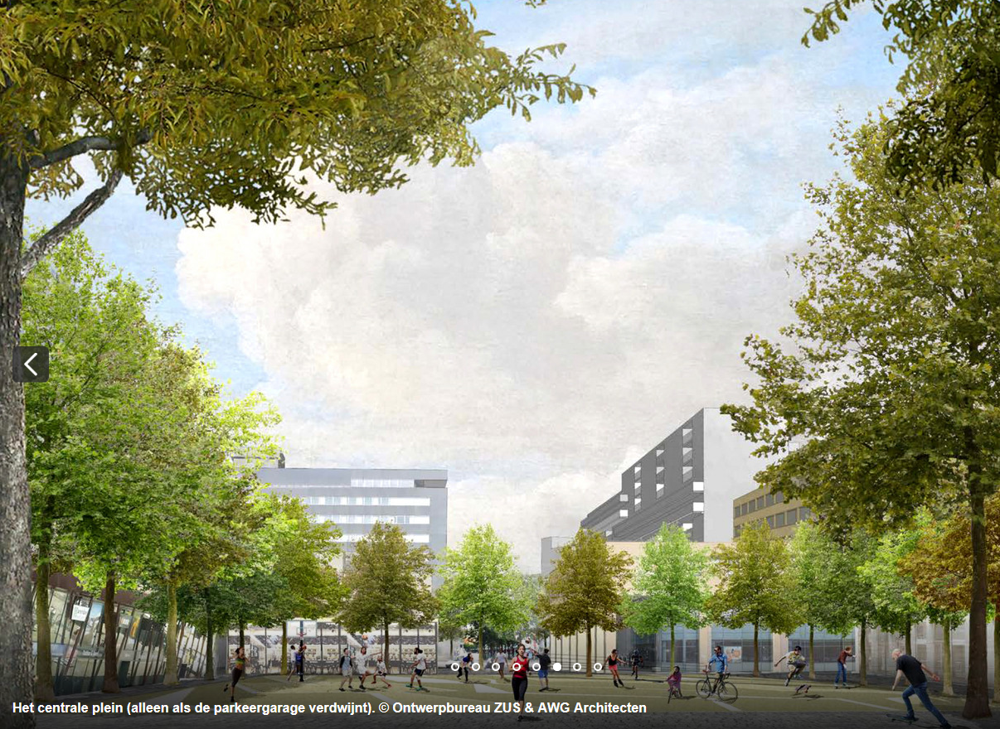 Het centrale plein (alleen als de parkeergarage verdwijnt). © Ontwerpbureau ZUS & AWG Architecten